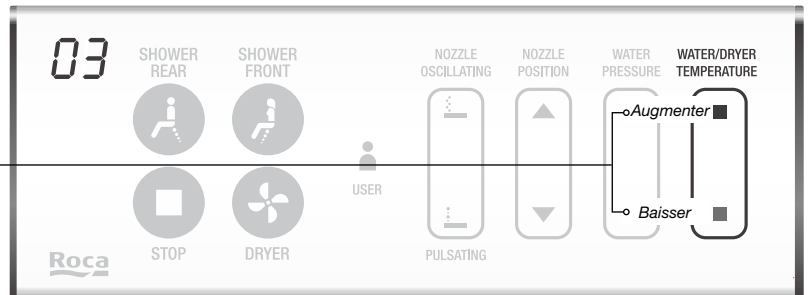 03
SHOWER
REAR
SHOWER
FRONT
NOZZLE
OSCILLATING
NOZZLE
POSITION
WATER
PRESSURE
WATER/DRYER
TEMPERATURE
Augmenter
USER
Baisser
STOP
DRYER
PULSATING
Roca